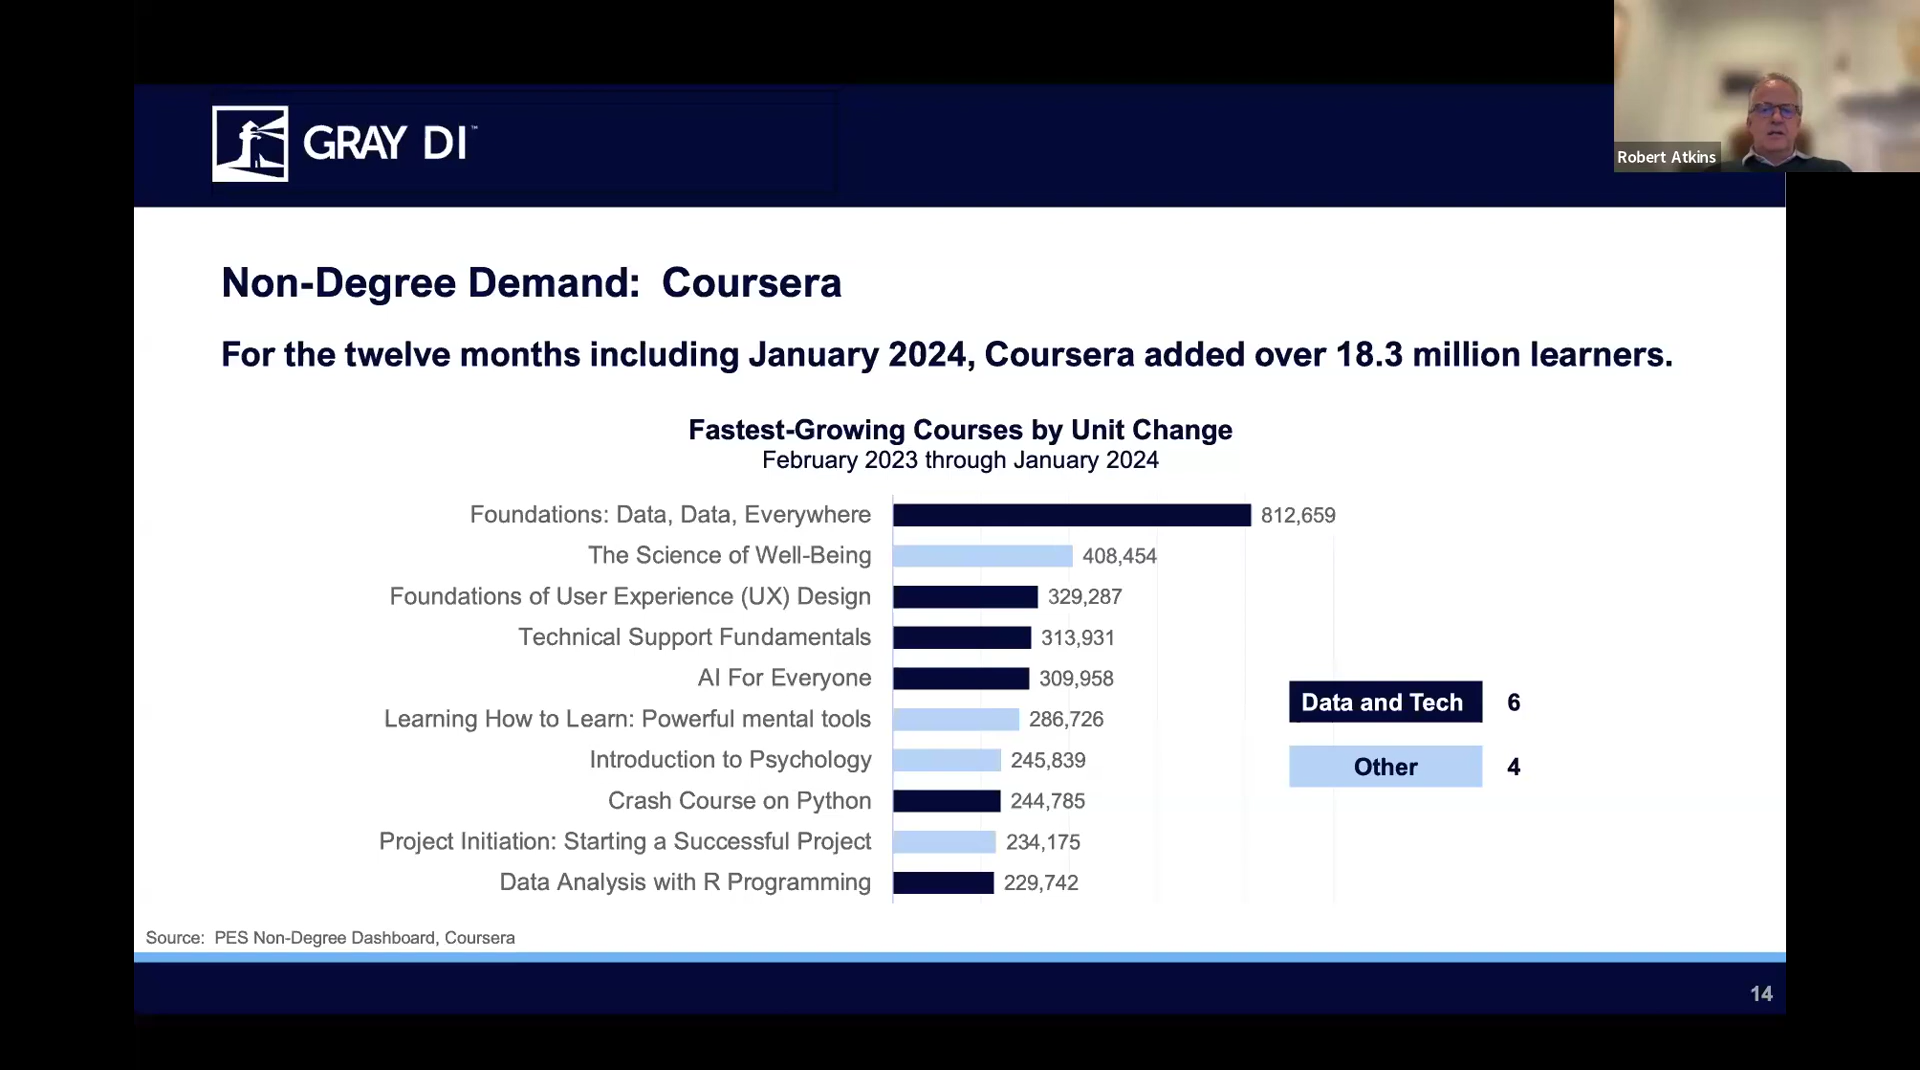 GRAY DI™
Robert Atkins
Non-Degree Demand: Coursera
For the twelve months including January 2024, Coursera added over 18.3 million learners.
Fastest-Growing Courses by Unit Change
February 2023 through January 2024
Foundations: Data, Data, Everywhere 812,659
The Science of Well-Being 408,454
Foundations of User Experience (UX) Design 329,287
Technical Support Fundamentals 313,931
AI For Everyone 309,958
Learning How to Learn: Powerful mental tools 286,726
Introduction to Psychology 245,839
Crash Course on Python 244,785
Project Initiation: Starting a Successful Project 234,175
Data Analysis with R Programming 229,742
Data and Tech 6
Other 4
Source: PES Non-Degree Dashboard, Coursera
14